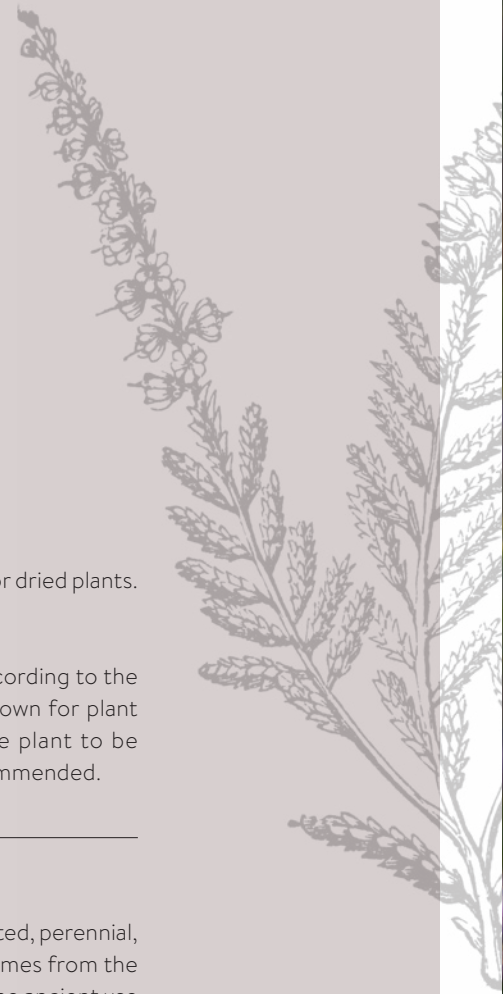 r dried plants.
cording to the
own for plant
e plant to be
mmended.
ted, perennial,
mes from the